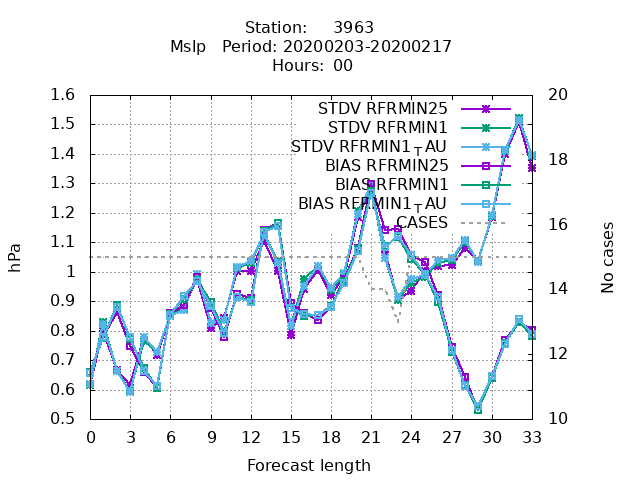 Station: 3963
Mslp Period: 20200203-20200217
Hours: 00
1.6
1.5
1.4
1.3
1.2
1.1
1
0.9
0.8
0.7
0.6
0.5
hPa
20
18
16
14
12
10
No cases
STDV RFRMIN25
STDV RFRMIN1
STDV RFRMIN1TAU
BIAS RFRMIN25
BIAS RFRMIN1
BIAS RFRMIN1TAU
CASES
0 3 6 9 12 15 18 21 24 27 30 33
Forecast length